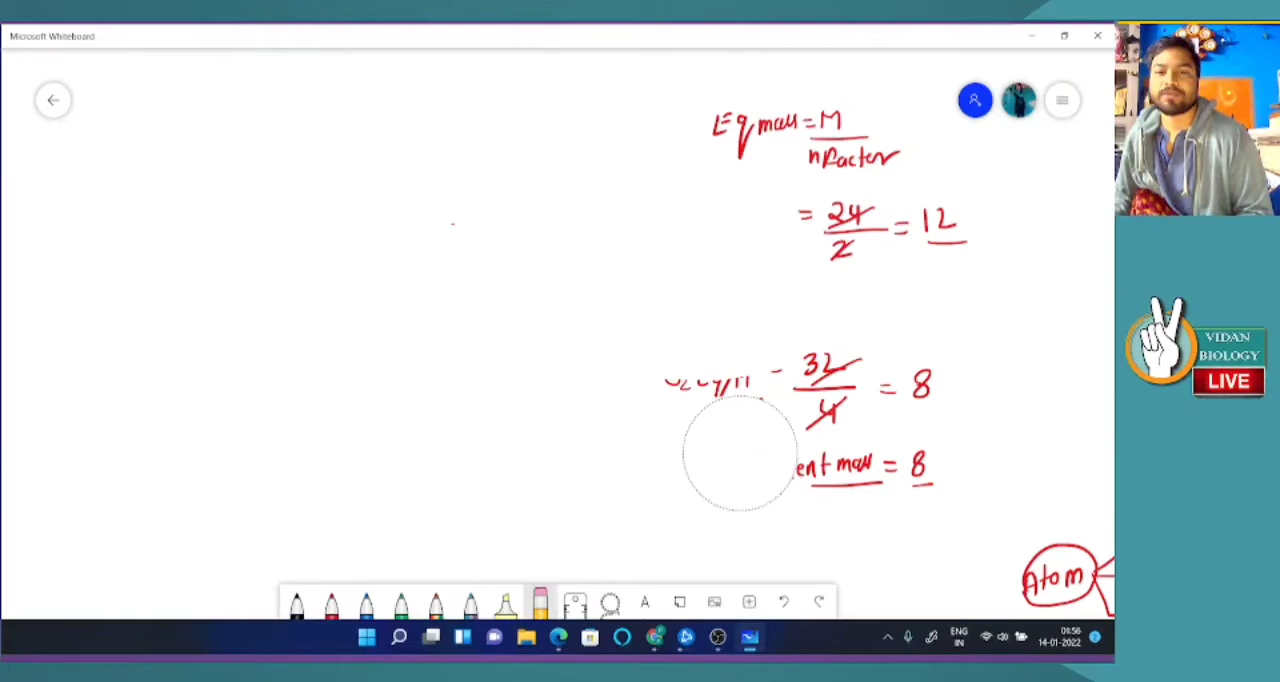 Microsoft Whiteboard
Eq mass = M
nfactor
= 24
2
= 12
- 32
4
= 8
ent mass = 8
Atom
A
VIDAN
BIOLOGY
LIVE
ENG
IN
01:56
14-01-2022